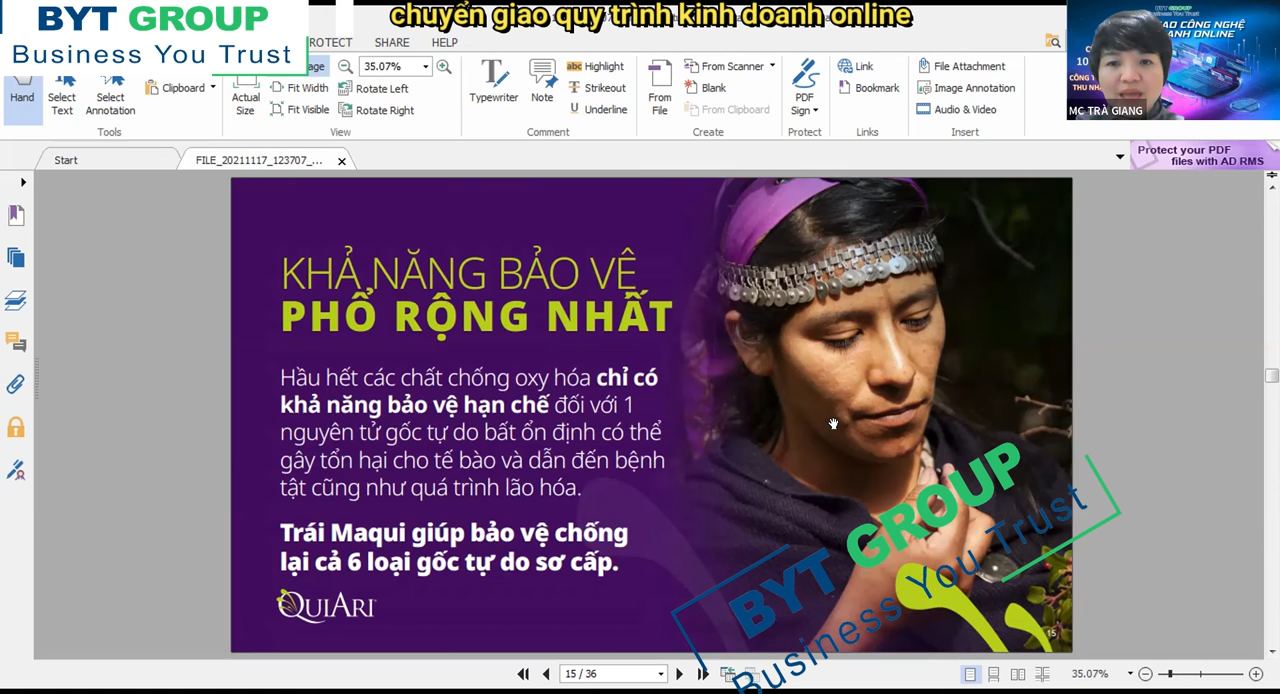 BYT GROUP
Business You Trust
chuyển giao quy trình kinh doanh online
BYT GROUP
Business You Trust
MC TRÀ GIANG
ROTECT SHARE HELP
Hand
Select Text
Select Annotation
Clipboard
Tools
Actual Size
35.07%
Fit Width
Fit Visible
Rotate Left
Rotate Right
View
Typewriter
Note
Highlight
Strikeout
Underline
Comment
From File
From Scanner
Blank
From Clipboard
Create
PDF Sign
Protect
Link
Bookmark
Links
File Attachment
Image Annotation
Audio & Video
Insert
Start
FILE_20211117_123707_...
Protect your PDF
files with AD RMS
KHẢ NĂNG BẢO VỆ
PHỔ RỘNG NHẤT
Hầu hết các chất chống oxy hóa chỉ có
khả năng bảo vệ hạn chế đối với 1
nguyên tử gốc tự do bất ổn định có thể
gây tổn hại cho tế bào và dẫn đến bệnh
tật cũng như quá trình lão hóa.
Trái Maqui giúp bảo vệ chống
lại cả 6 loại gốc tự do sơ cấp.
QUIARI
BYT GROUP
Business You Trust
15
15 / 36
35.07%